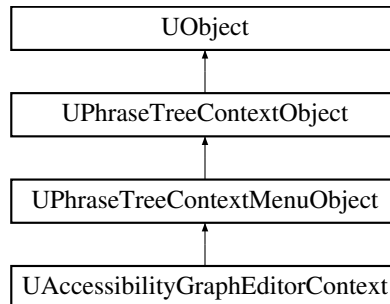 UObject
UPhraseTreeContextObject
UPhraseTreeContextMenuObject
UAccessibilityGraphEditorContext